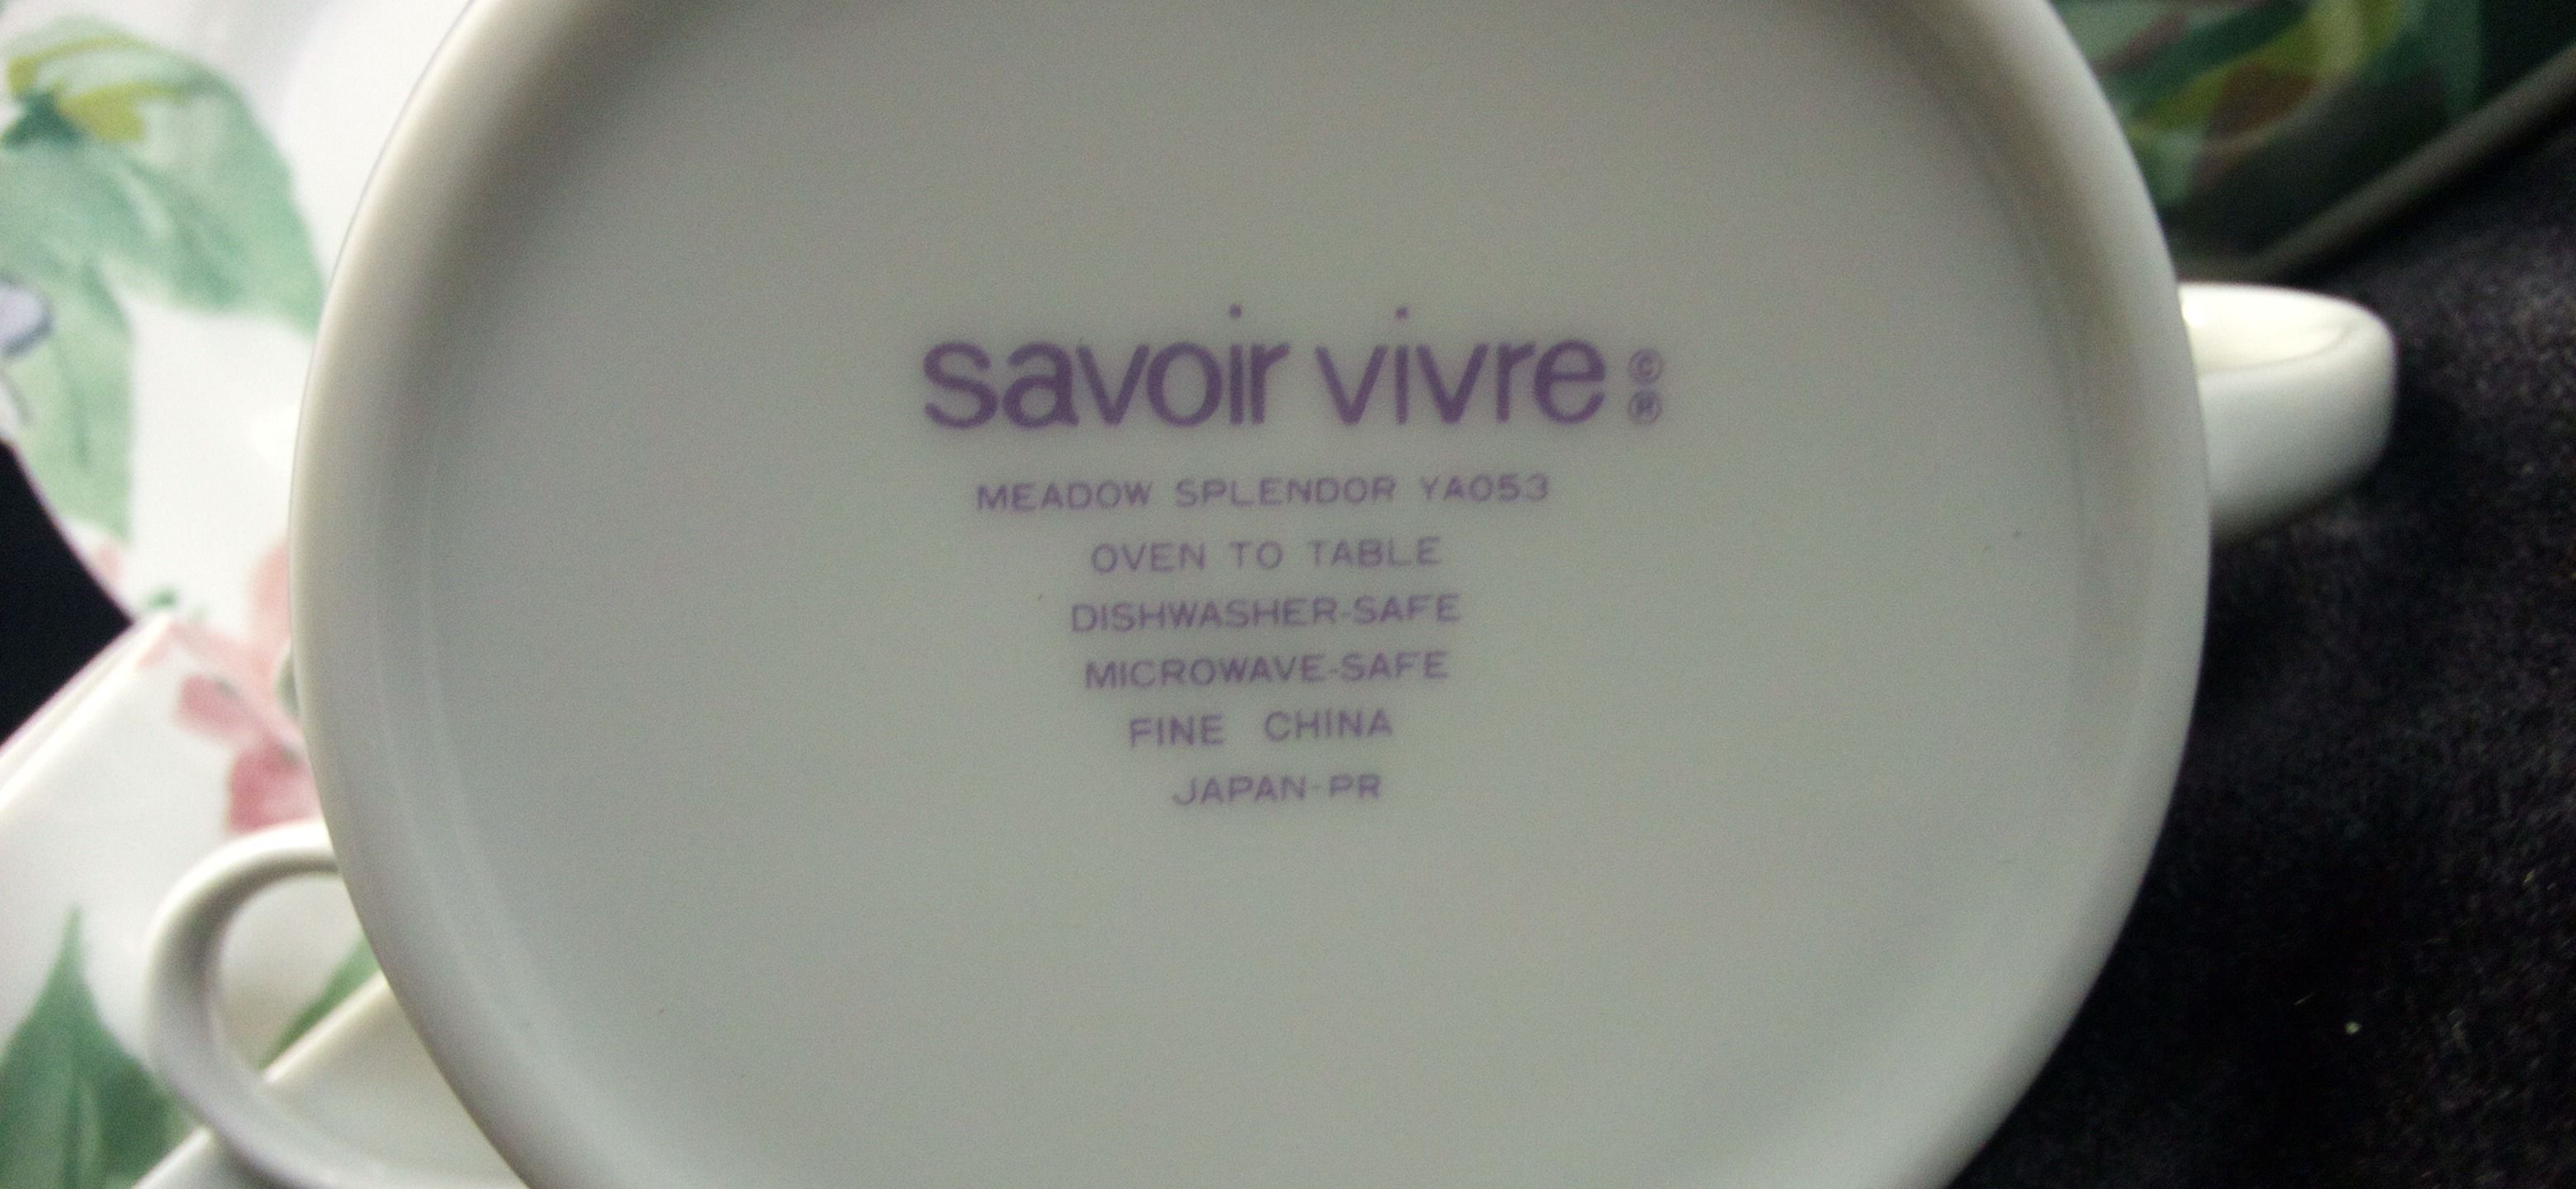 savoir vivre ©
®
MEADOW SPLENDOR YA053
OVEN TO TABLE
DISHWASHER-SAFE
MICROWAVE-SAFE
FINE CHINA
JAPAN-PR